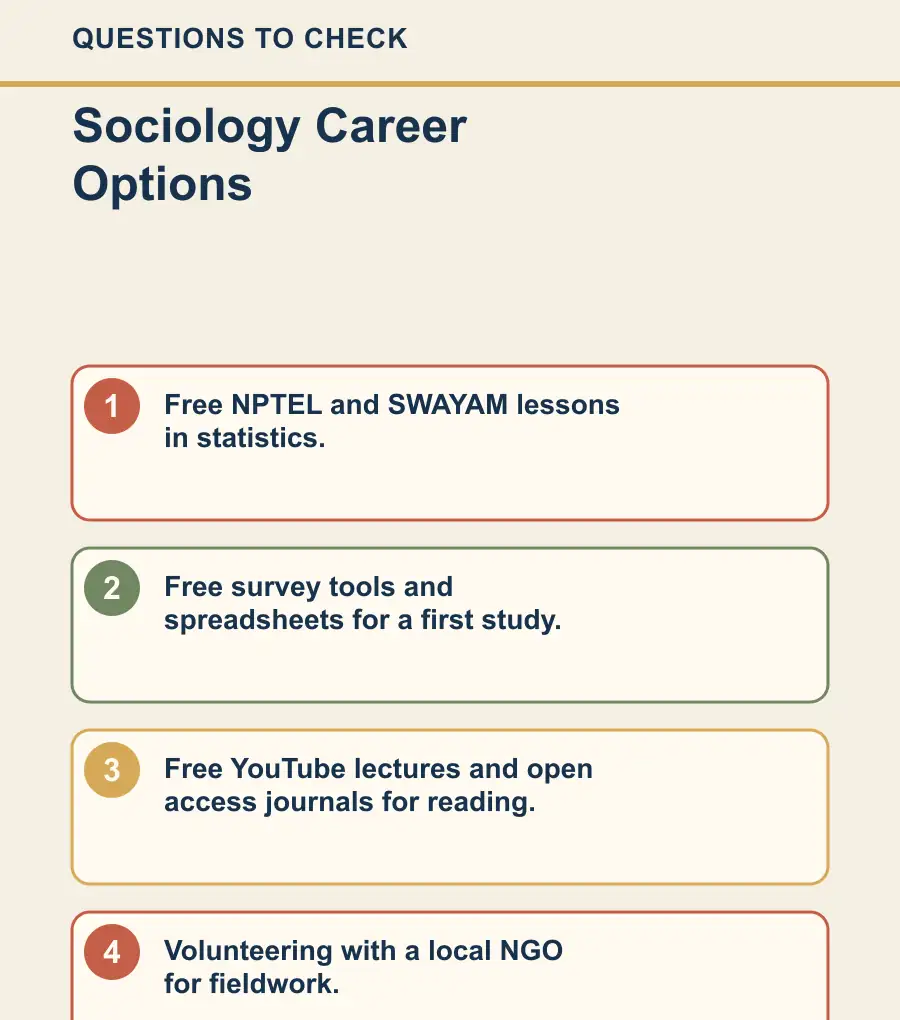 QUESTIONS TO CHECK
Sociology Career
Options
1
Free NPTEL and SWAYAM lessons
in statistics.
2
Free survey tools and
spreadsheets for a first study.
3
Free YouTube lectures and open
access journals for reading.
4
Volunteering with a local NGO
for fieldwork.